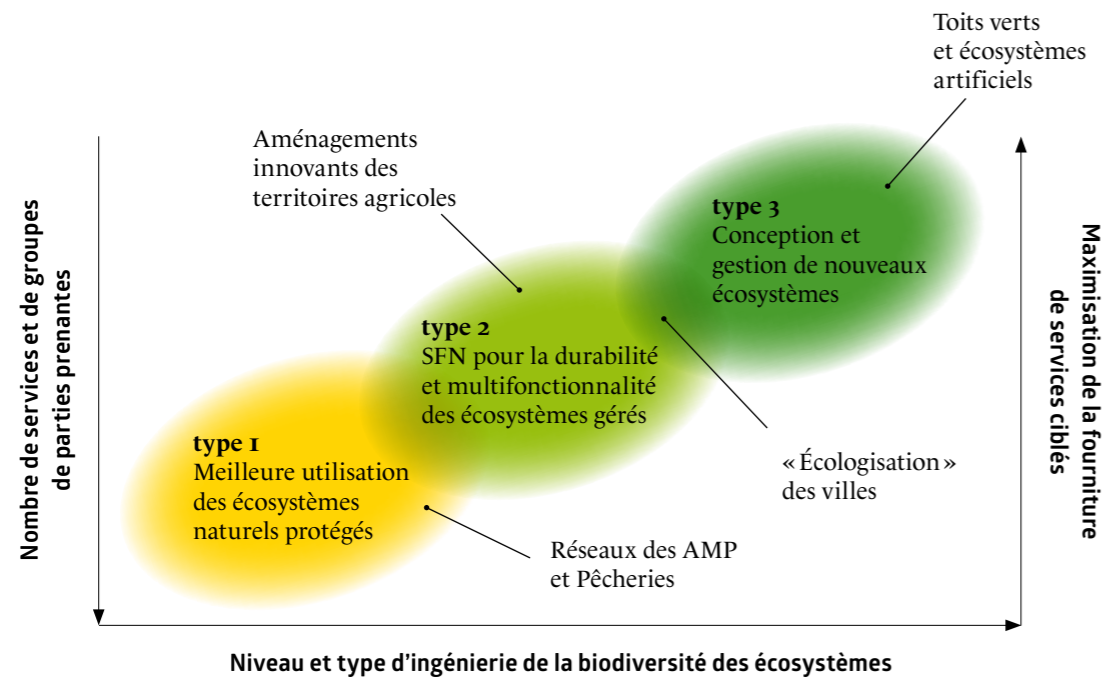 Toits verts
et écosystèmes
artificiels
Aménagements
innovants des
territoires agricoles
type 3
Conception et
gestion de nouveaux
écosystèmes
type 2
SFN pour la durabilité
et multifonctionnalité
des écosystèmes gérés
type 1
Meilleure utilisation
des écosystèmes
naturels protégés
« Écologisation »
des villes
Réseaux des AMP
et Pêcheries
Nombre de services et de groupes
de parties prenantes
Maximisation de la fourniture
de services ciblés
Niveau et type d’ingénierie de la biodiversité des écosystèmes